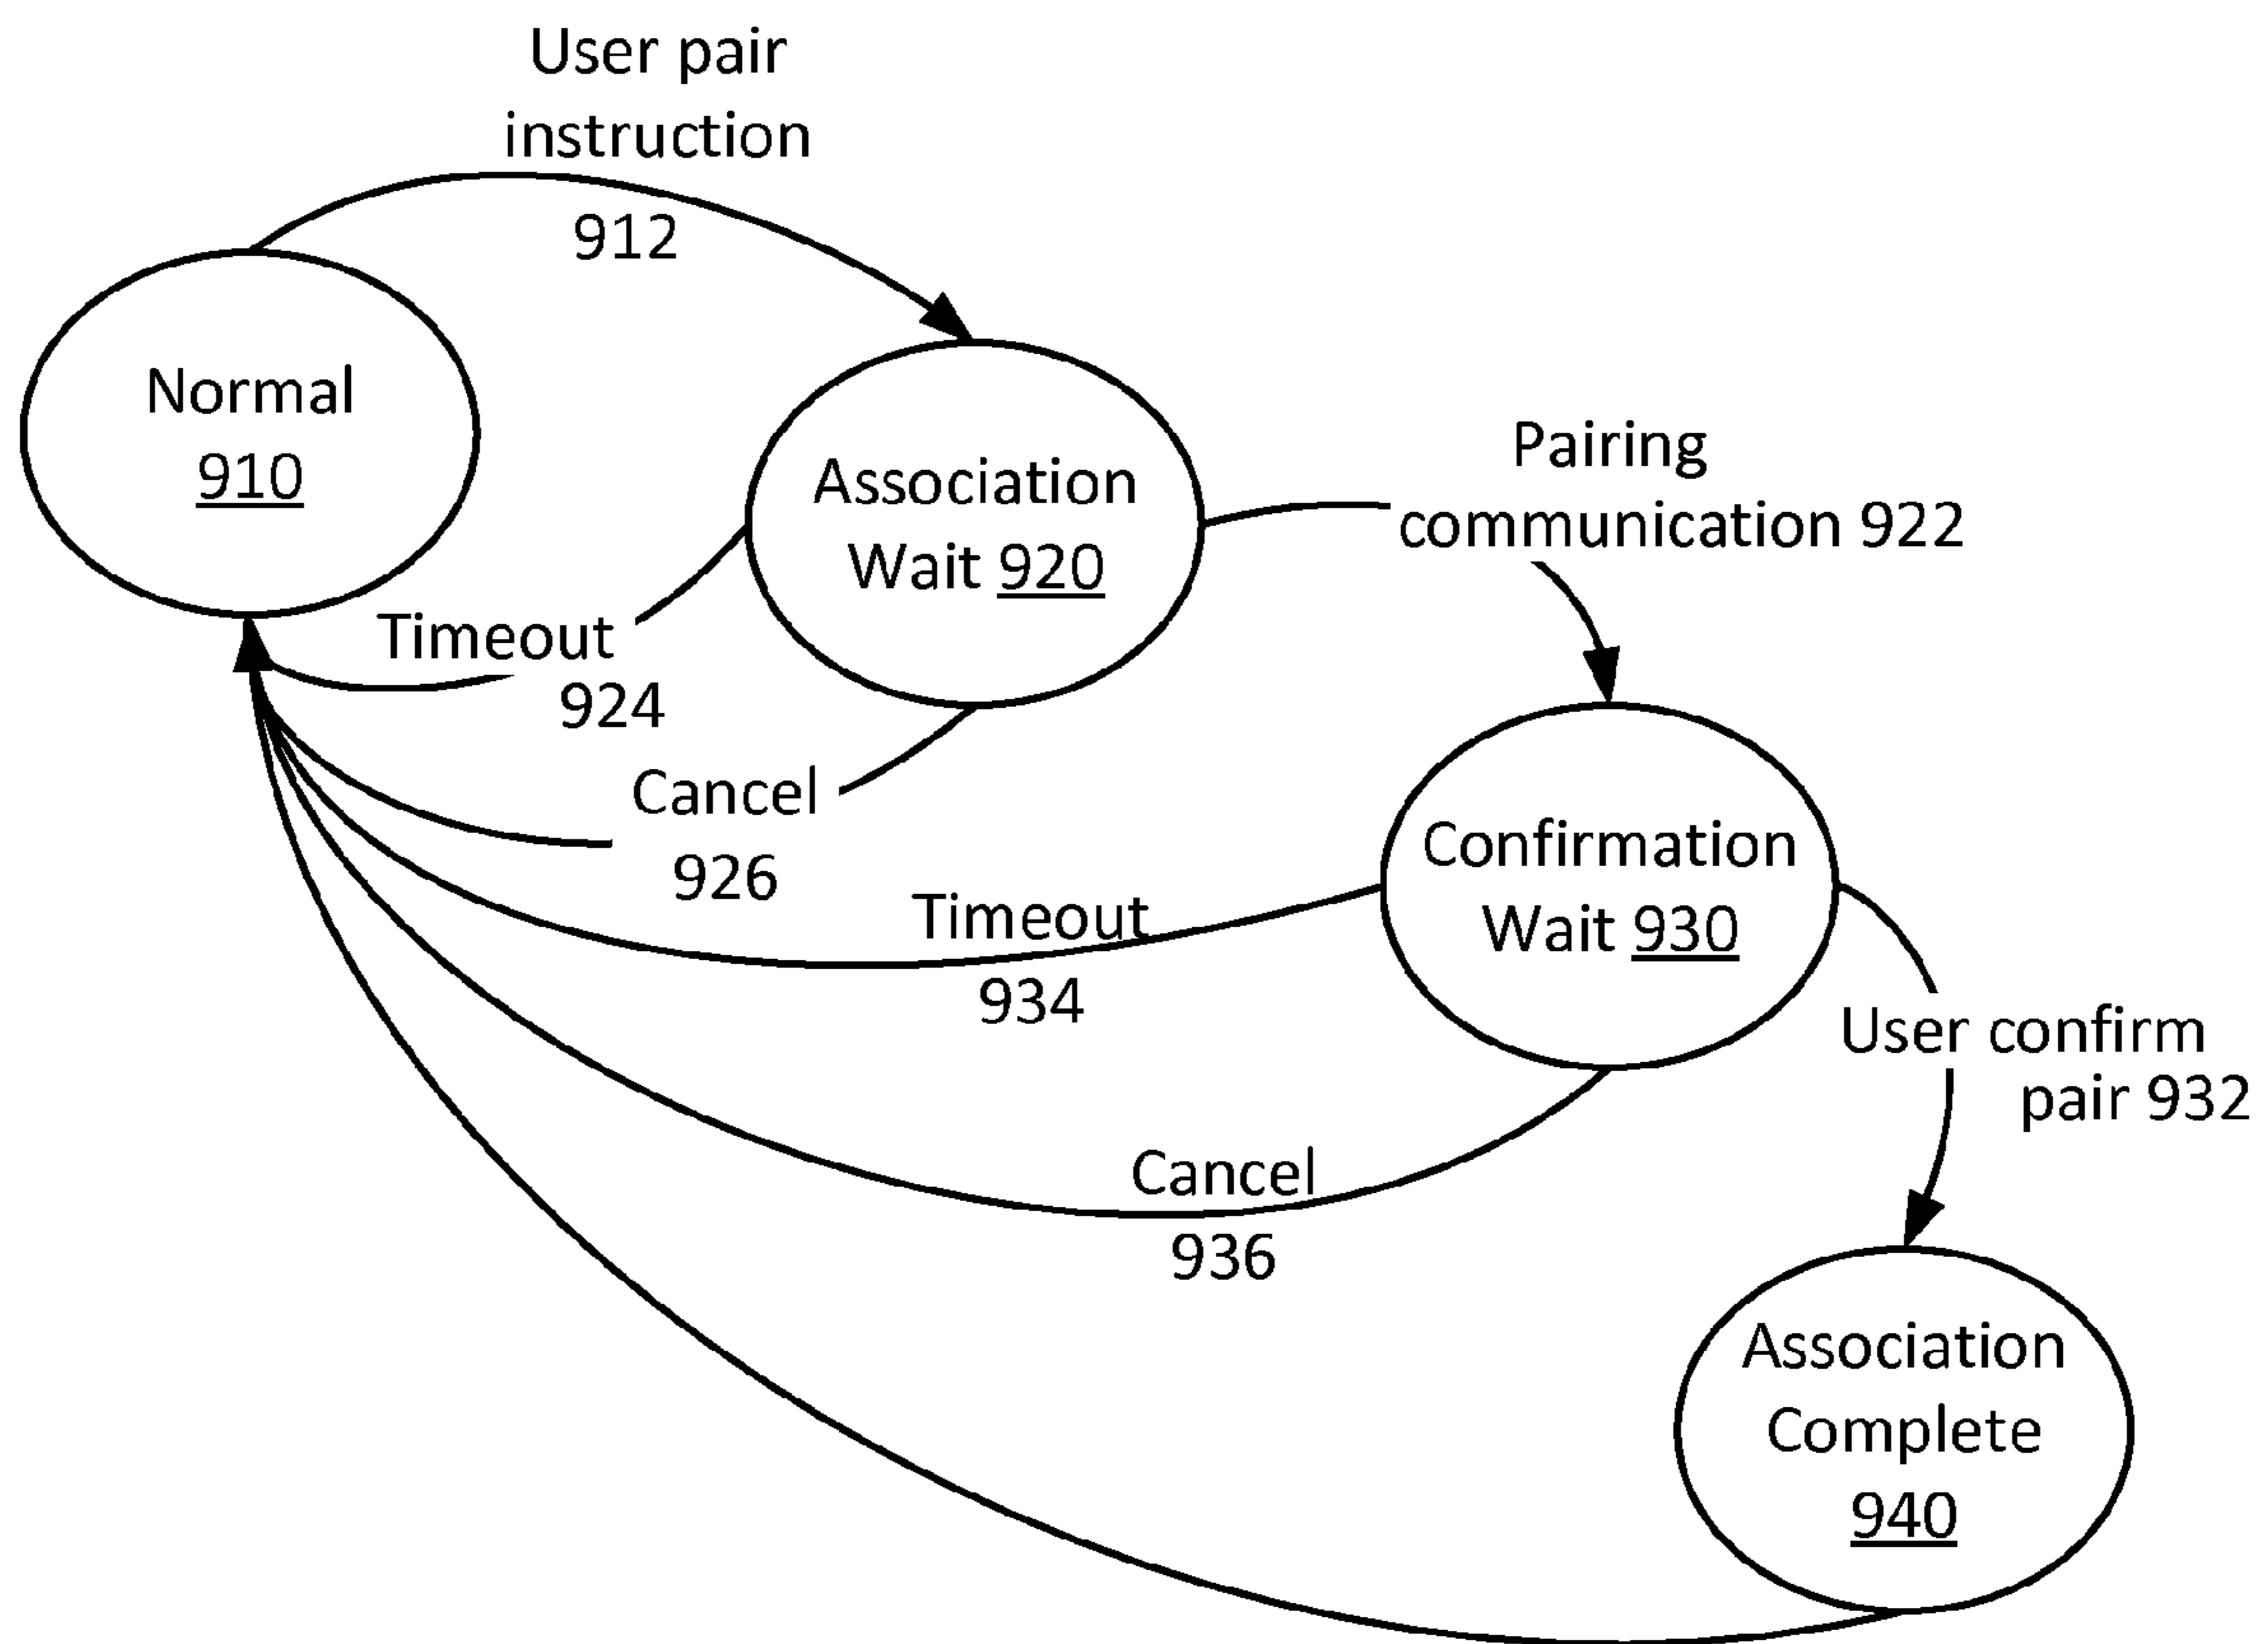 User pair
instruction
912
Normal
910
Association
Wait 920
Pairing
communication 922
Timeout
924
Cancel
926
Confirmation
Wait 930
Timeout
934
User confirm
pair 932
Cancel
936
Association
Complete
940